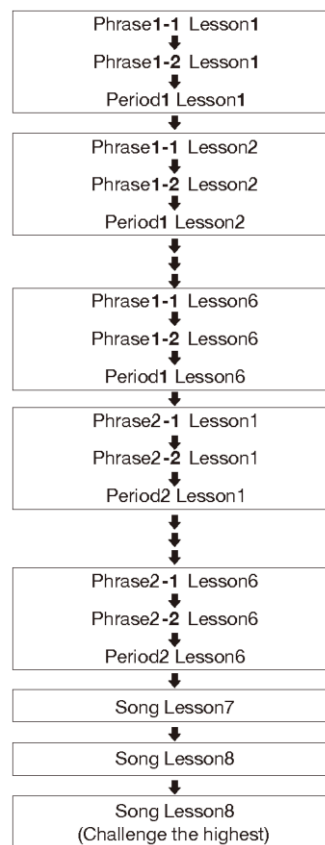 Phrase1-1 Lesson1
Phrase1-2 Lesson1
Period1 Lesson1
Phrase1-1 Lesson2
Phrase1-2 Lesson2
Period1 Lesson2
Phrase1-1 Lesson6
Phrase1-2 Lesson6
Period1 Lesson6
Phrase2-1 Lesson1
Phrase2-2 Lesson1
Period2 Lesson1
Phrase2-1 Lesson6
Phrase2-2 Lesson6
Period2 Lesson6
Song Lesson7
Song Lesson8
Song Lesson8
(Challenge the highest)